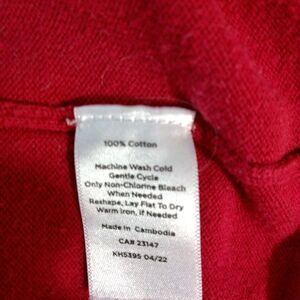 100% Cotton
Machine Wash Cold
Gentle Cycle
Only Non-Chlorine Bleach
When Needed
Reshape, Lay Flat To Dry
Warm Iron, If Needed
Made in Cambodia
CA# 23147
KH5395 04/22